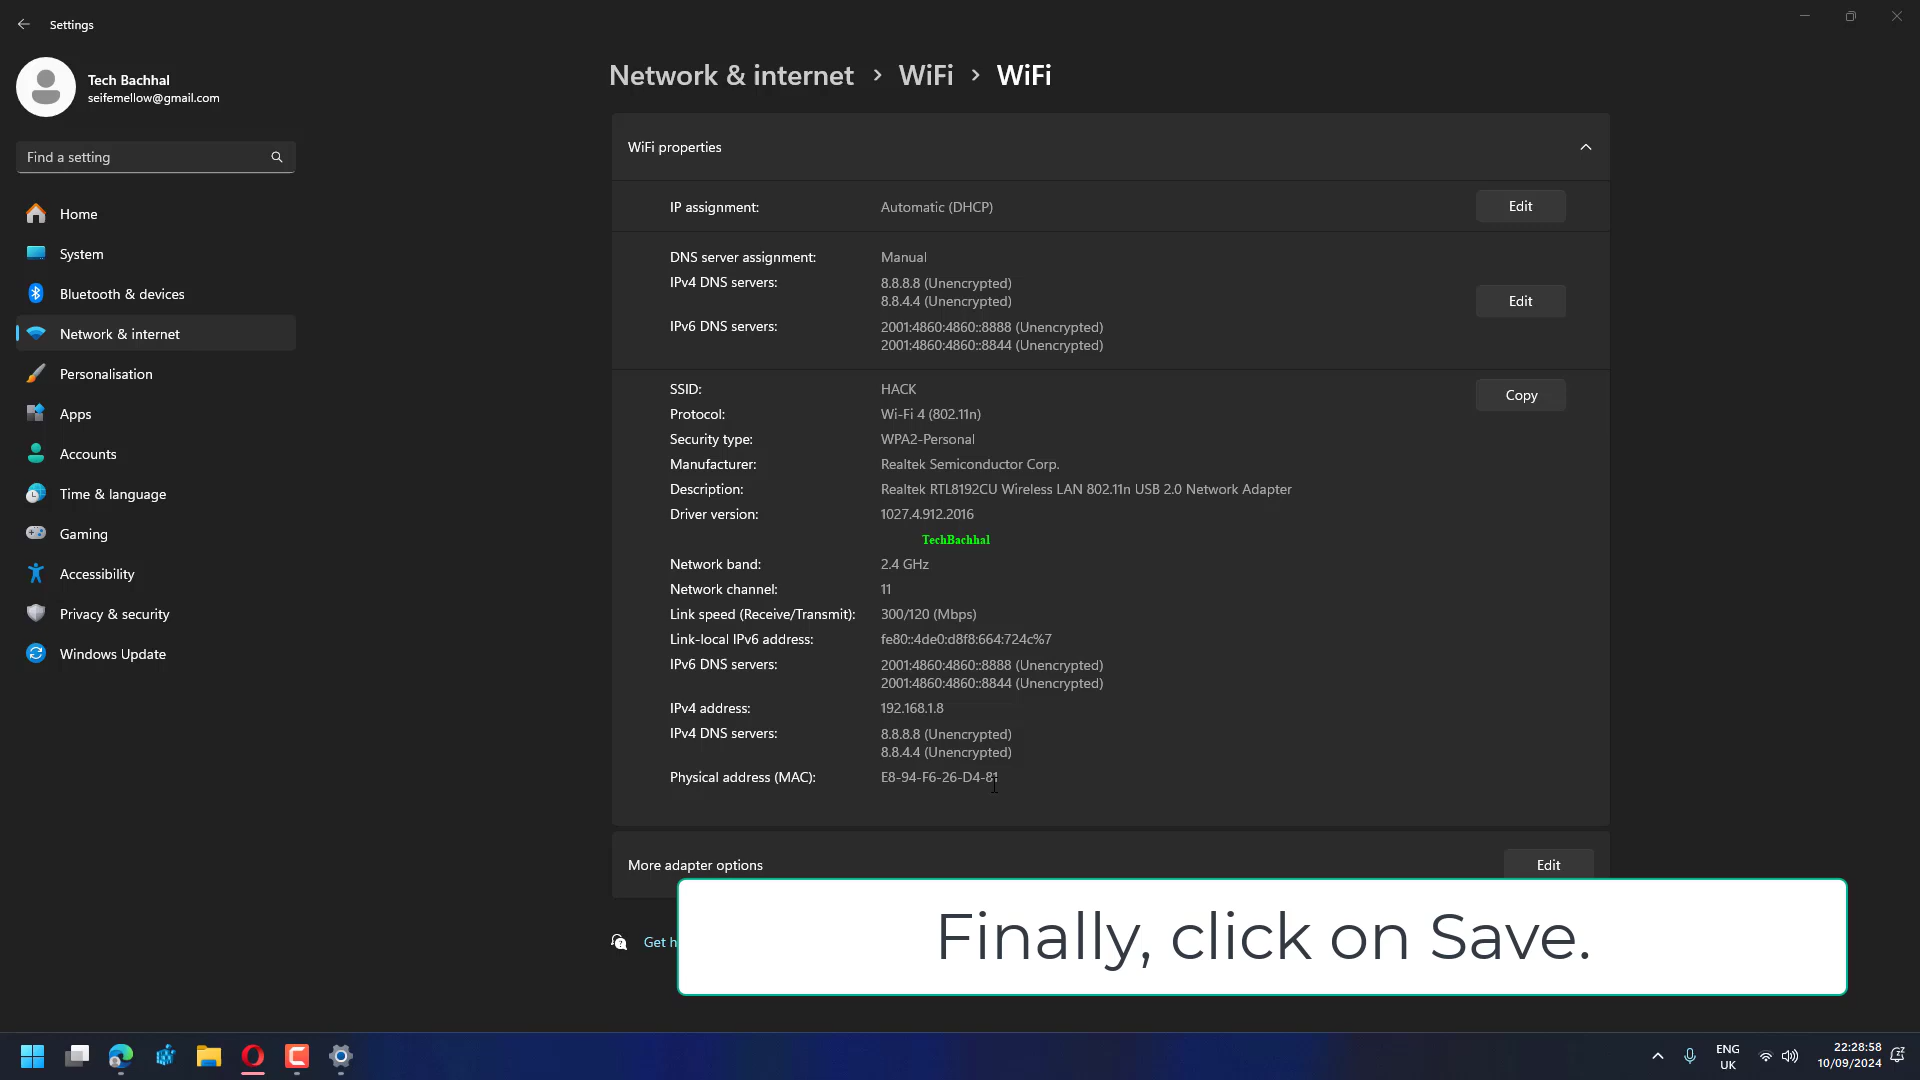 Settings
Tech Bachhal
seifemellow@gmail.com
Find a setting
Home
System
Bluetooth & devices
Network & internet
Personalisation
Apps
Accounts
Time & language
Gaming
Accessibility
Privacy & security
Windows Update
Network & internet > WiFi > WiFi
WiFi properties
IP assignment: Automatic (DHCP) Edit
DNS server assignment: Manual
IPv4 DNS servers: 8.8.8.8 (Unencrypted)
8.8.4.4 (Unencrypted)
Edit
IPv6 DNS servers: 2001:4860:4860::8888 (Unencrypted)
2001:4860:4860::8844 (Unencrypted)
SSID: HACK
Copy
Protocol: Wi-Fi 4 (802.11n)
Security type: WPA2-Personal
Manufacturer: Realtek Semiconductor Corp.
Description: Realtek RTL8192CU Wireless LAN 802.11n USB 2.0 Network Adapter
Driver version: 1027.4.912.2016
TechBachhal
Network band: 2.4 GHz
Network channel: 11
Link speed (Receive/Transmit): 300/120 (Mbps)
Link-local IPv6 address: fe80::4de0:d8f8:664:724c%7
IPv6 DNS servers: 2001:4860:4860::8888 (Unencrypted)
2001:4860:4860::8844 (Unencrypted)
IPv4 address: 192.168.1.8
IPv4 DNS servers: 8.8.8.8 (Unencrypted)
8.8.4.4 (Unencrypted)
Physical address (MAC): E8-94-F6-26-D4-81
More adapter options Edit
Get h
Finally, click on Save.
ENG
UK
22:28:58
10/09/2024